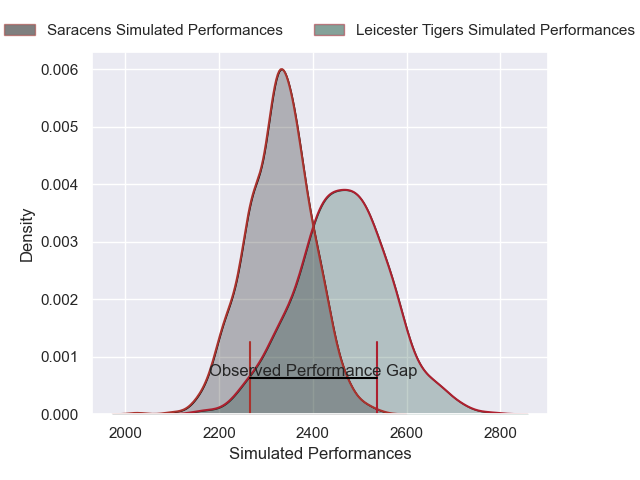 Saracens Simulated Performances
Leicester Tigers Simulated Performances
0.006
0.005
0.004
0.003
0.002
0.001
0.000
Density
Observed Performance Gap
2000 2200 2400 2600 2800
Simulated Performances